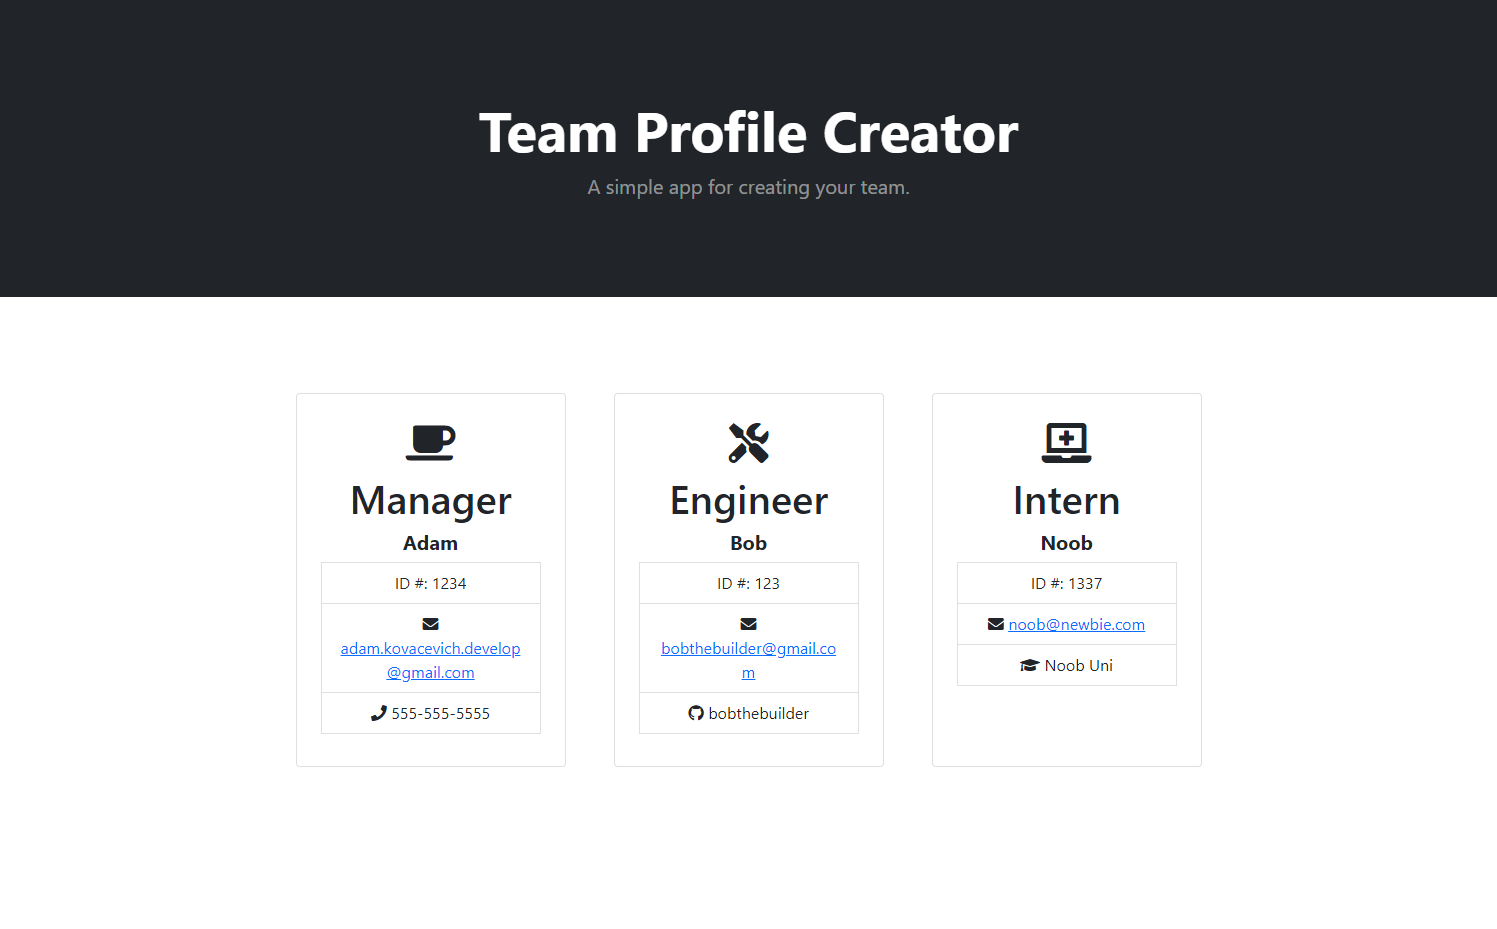 Team Profile Creator
A simple app for creating your team.
Manager
Adam
ID #: 1234
adam.kovacevich.develop
@gmail.com
555-555-5555
Engineer
Bob
ID #: 123
bobthebuilder@gmail.co
m
bobthebuilder
Intern
Noob
ID #: 1337
noob@newbie.com
Noob Uni